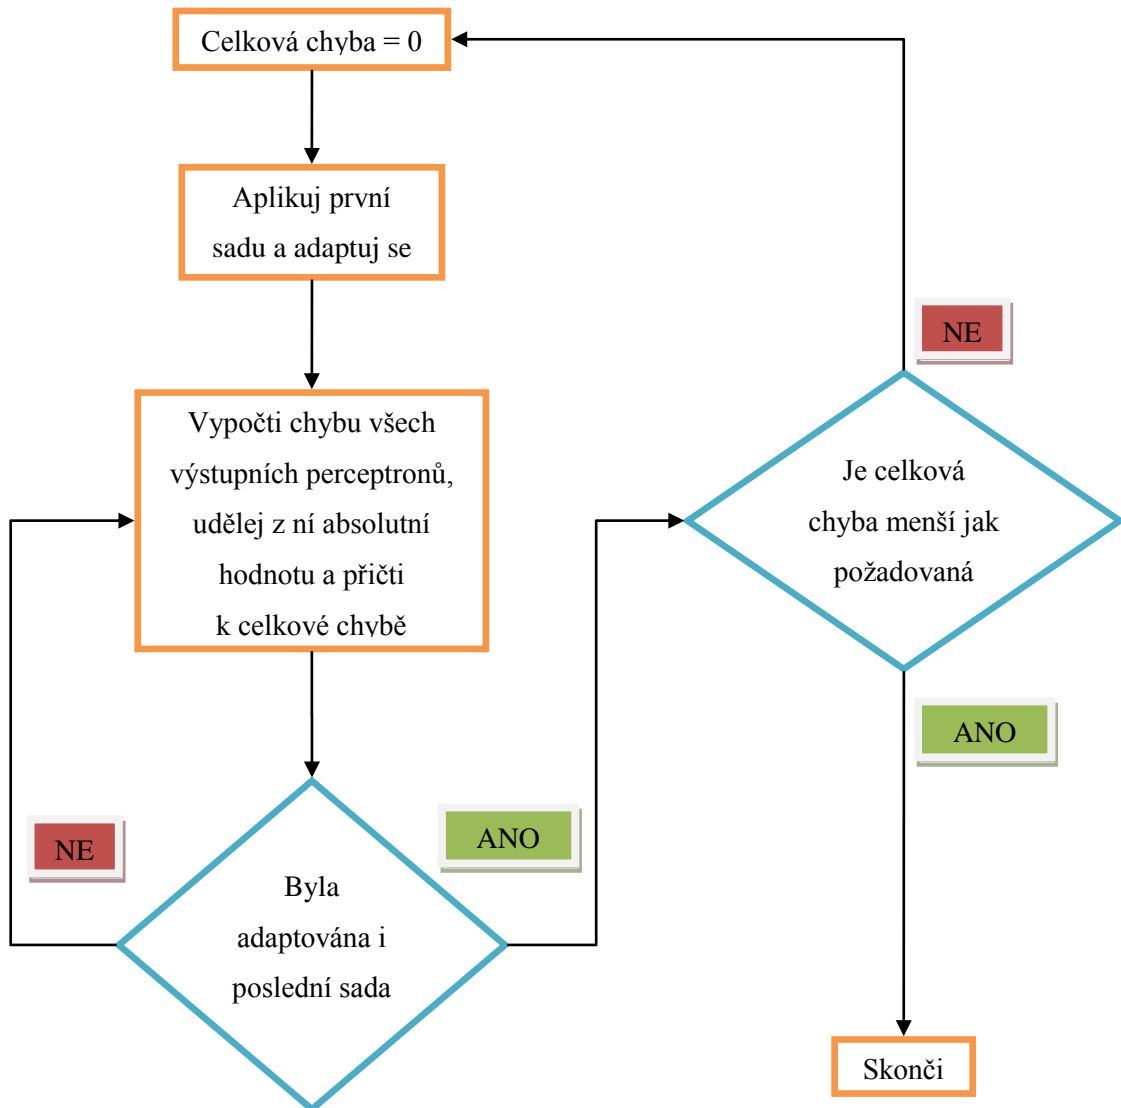 Celková chyba = 0
Aplikuj první
sadu a adaptuj se
NE
Vypočti chybu všech
výstupních perceptronů,
udělej z ní absolutní
hodnotu a přičti
k celkové chybě
Je celková
chyba menší jak
požadovaná
ANO
NE
ANO
Byla
adaptována i
poslední sada
Skonči